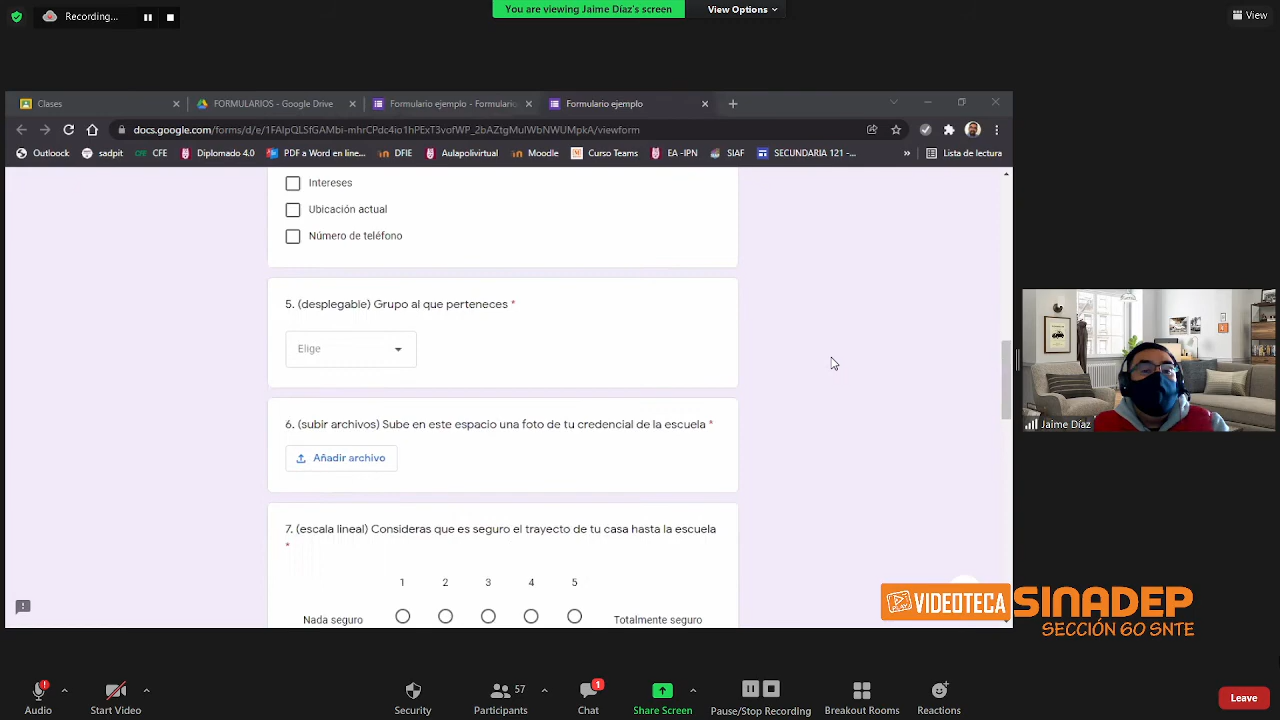 Recording...
You are viewing Jaime Díaz's screen
View Options
View
Clases
FORMULARIOS - Google Drive
Formulario ejemplo - Formulario
Formulario ejemplo
docs.google.com/forms/d/e/1FAIpQLSfGAMbi-mhrCPdc4io1hPExT3vofWP_2bAZtgMulWbNWUMpkA/viewform
Outloock
sadpit
CFE
Diplomado 4.0
PDF a Word en line...
DFIE
Aulapolivirtual
Moodle
Curso Teams
EA -IPN
SIAF
SECUNDARIA 121 -...
»
Lista de lectura
Intereses
Ubicación actual
Número de teléfono
5. (desplegable) Grupo al que perteneces *
Elige
6. (subir archivos) Sube en este espacio una foto de tu credencial de la escuela *
Añadir archivo
7. (escala lineal) Consideras que es seguro el trayecto de tu casa hasta la escuela
*
1 2 3 4 5
Nada seguro
Totalmente seguro
Jaime Díaz
VIDEOTECA
SINADEP
SECCIÓN 60 SNTE
Audio
Start Video
Security
57
Participants
1
Chat
Share Screen
Pause/Stop Recording
Breakout Rooms
Reactions
Leave